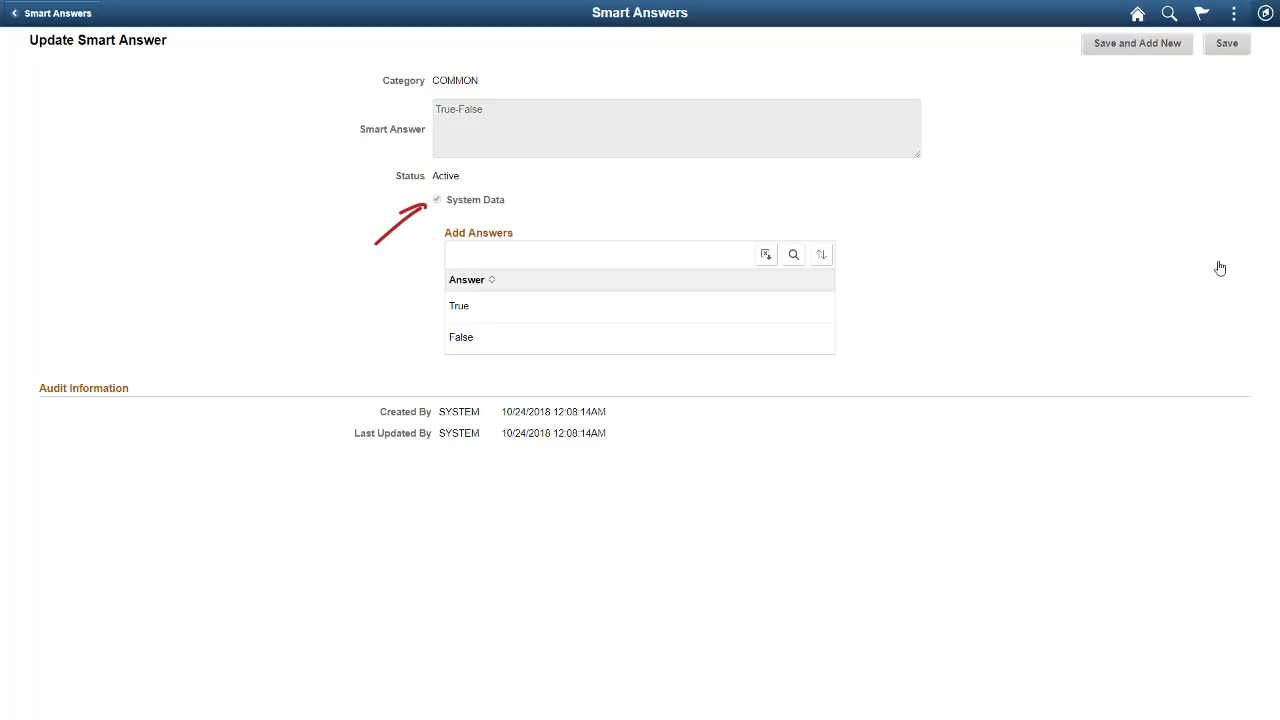 Smart Answers
Smart Answers
Update Smart Answer
Save and Add New
Save
Category COMMON
Smart Answer True-False
Status Active
System Data
Add Answers
Answer
True
False
Audit Information
Created By SYSTEM 10/24/2018 12:08:14AM
Last Updated By SYSTEM 10/24/2018 12:08:14AM